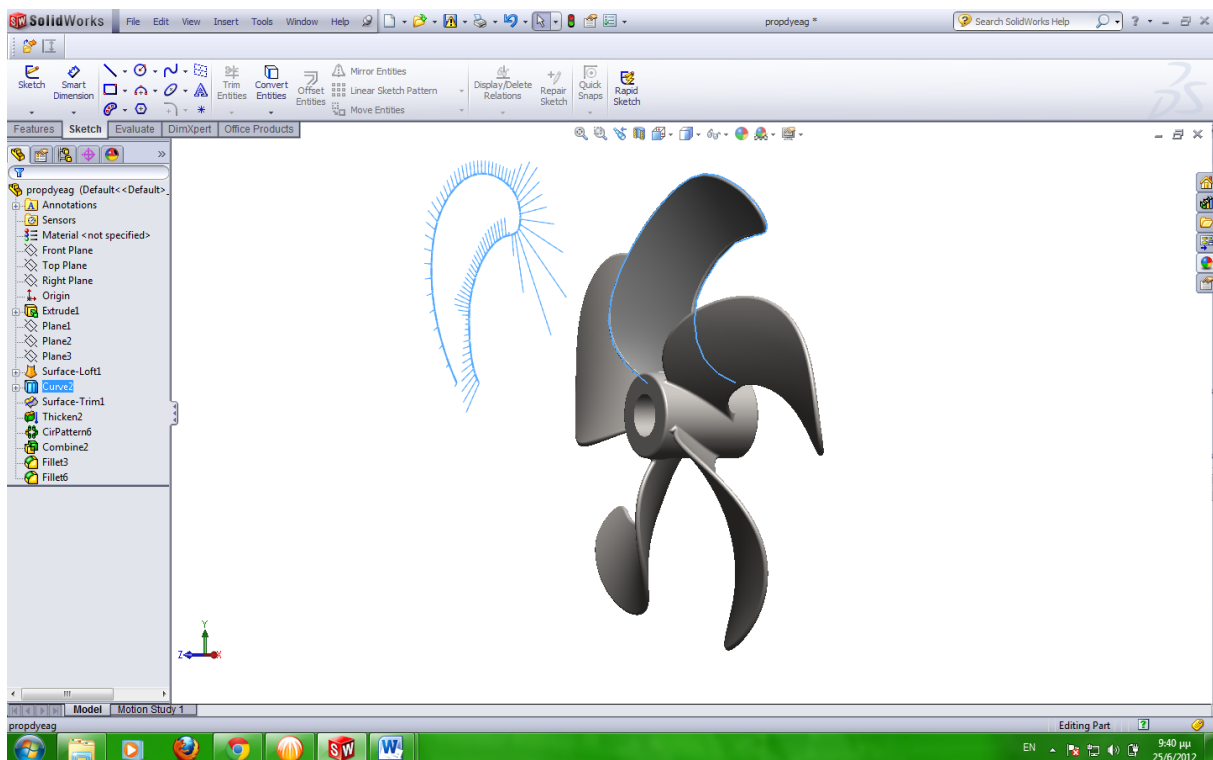 SolidWorks File Edit View Insert Tools Window Help propdyeag * Search SolidWorks Help ?
Sketch Smart Dimension Trim Entities Convert Entities Offset Entities Mirror Entities Linear Sketch Pattern Move Entities Display/Delete Relations Repair Sketch Quick Snaps Rapid Sketch
Features Sketch Evaluate DimXpert Office Products
propdyeag (Default<<Default>_
Annotations
Sensors
Material <not specified>
Front Plane
Top Plane
Right Plane
Origin
Extrude1
Plane1
Plane2
Plane3
Surface-Loft1
Curve2
Surface-Trim1
Thicken2
CirPattern6
Combine2
Fillet3
Fillet6
Y
Z X
Model Motion Study 1
propdyeag Editing Part ?
EN 9:40 μμ
25/6/2012